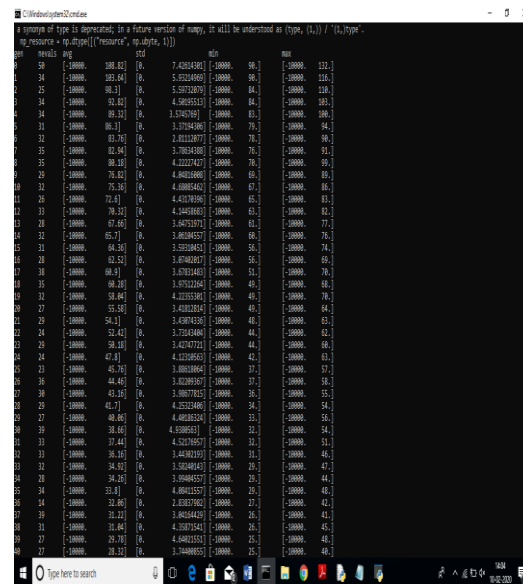 C:\Windows\system32\cmd.exe
a synonym of type is deprecated; in a future version of numpy, it will be understood as (type, (1,)) / '(1,)type'.
np_resource = np.dtype([("resource", np.ubyte, 1)])
gen nevals avg std min max
0 50 [-10000. 108.82] [0. 7.42614301] [-10000. 90.] [-10000. 132.]
1 34 [-10000. 103.64] [0. 5.93214969] [-10000. 90.] [-10000. 116.]
2 25 [-10000. 98.3] [0. 5.59732079] [-10000. 84.] [-10000. 110.]
3 34 [-10000. 92.82] [0. 4.50195513] [-10000. 84.] [-10000. 103.]
4 34 [-10000. 89.32] [0. 3.5745769] [-10000. 83.] [-10000. 100.]
5 31 [-10000. 86.3] [0. 3.37194306] [-10000. 79.] [-10000. 94.]
6 32 [-10000. 83.76] [0. 2.81112077] [-10000. 78.] [-10000. 90.]
7 35 [-10000. 82.94] [0. 3.78634388] [-10000. 76.] [-10000. 91.]
8 35 [-10000. 80.18] [0. 4.22227427] [-10000. 70.] [-10000. 99.]
9 29 [-10000. 76.82] [0. 4.04816008] [-10000. 69.] [-10000. 89.]
10 32 [-10000. 75.36] [0. 4.68085462] [-10000. 67.] [-10000. 86.]
11 26 [-10000. 72.6] [0. 4.43170396] [-10000. 65.] [-10000. 83.]
12 33 [-10000. 70.32] [0. 4.14458683] [-10000. 63.] [-10000. 82.]
13 28 [-10000. 67.66] [0. 3.64751971] [-10000. 61.] [-10000. 77.]
14 32 [-10000. 65.7] [0. 3.06104557] [-10000. 60.] [-10000. 76.]
15 31 [-10000. 64.36] [0. 3.59310451] [-10000. 56.] [-10000. 74.]
16 28 [-10000. 62.52] [0. 3.07402017] [-10000. 56.] [-10000. 69.]
17 38 [-10000. 60.9] [0. 3.67831483] [-10000. 51.] [-10000. 70.]
18 35 [-10000. 60.28] [0. 3.97512264] [-10000. 49.] [-10000. 68.]
19 32 [-10000. 58.04] [0. 4.22355301] [-10000. 49.] [-10000. 70.]
20 27 [-10000. 55.58] [0. 3.41812814] [-10000. 49.] [-10000. 64.]
21 29 [-10000. 54.1] [0. 3.43074336] [-10000. 48.] [-10000. 63.]
22 24 [-10000. 52.42] [0. 3.73143404] [-10000. 44.] [-10000. 62.]
23 29 [-10000. 50.18] [0. 3.42747721] [-10000. 44.] [-10000. 60.]
24 24 [-10000. 47.8] [0. 4.12310563] [-10000. 42.] [-10000. 63.]
25 23 [-10000. 45.76] [0. 3.88618064] [-10000. 37.] [-10000. 57.]
26 36 [-10000. 44.46] [0. 3.82209367] [-10000. 37.] [-10000. 58.]
27 30 [-10000. 43.16] [0. 3.98677815] [-10000. 36.] [-10000. 55.]
28 29 [-10000. 41.7] [0. 4.25323406] [-10000. 34.] [-10000. 54.]
29 27 [-10000. 40.06] [0. 4.40186324] [-10000. 33.] [-10000. 56.]
30 39 [-10000. 38.66] [0. 4.9380563] [-10000. 32.] [-10000. 54.]
31 33 [-10000. 37.44] [0. 4.52176957] [-10000. 32.] [-10000. 51.]
32 33 [-10000. 36.16] [0. 3.44302193] [-10000. 31.] [-10000. 46.]
33 32 [-10000. 34.92] [0. 3.58240143] [-10000. 29.] [-10000. 47.]
34 28 [-10000. 34.26] [0. 3.99404557] [-10000. 29.] [-10000. 44.]
35 34 [-10000. 33.8] [0. 4.08411557] [-10000. 29.] [-10000. 48.]
36 14 [-10000. 32.06] [0. 2.83837982] [-10000. 27.] [-10000. 42.]
37 39 [-10000. 31.22] [0. 3.04164429] [-10000. 26.] [-10000. 41.]
38 31 [-10000. 31.04] [0. 4.35871541] [-10000. 26.] [-10000. 45.]
39 27 [-10000. 29.78] [0. 4.64021551] [-10000. 25.] [-10000. 48.]
40 27 [-10000. 28.32] [0. 3.74400855] [-10000. 25.] [-10000. 40.]
Type here to search
14:04
10-02-2020